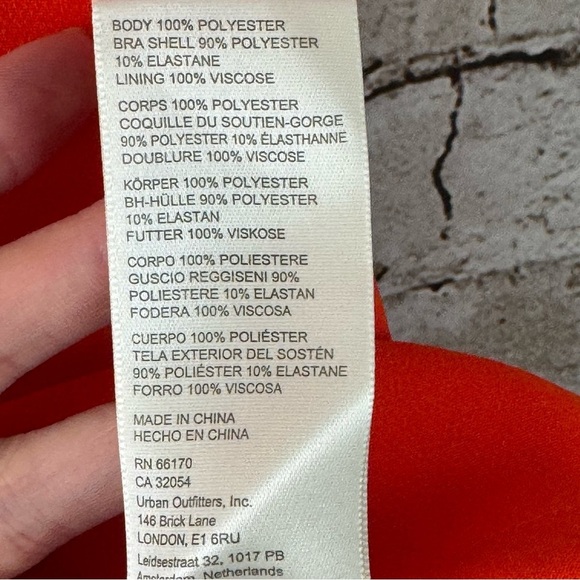 BODY 100% POLYESTER
BRA SHELL 90% POLYESTER
10% ELASTANE
LINING 100% VISCOSE
CORPS 100% POLYESTER
COQUILLE DU SOUTIEN-GORGE
90% POLYESTER 10% ÉLASTHANNE
DOUBLURE 100% VISCOSE
KÖRPER 100% POLYESTER
BH-HÜLLE 90% POLYESTER
10% ELASTAN
FUTTER 100% VISKOSE
CORPO 100% POLIESTERE
GUSCIO REGGISENI 90%
POLIESTERE 10% ELASTAN
FODERA 100% VISCOSA
CUERPO 100% POLIÉSTER
TELA EXTERIOR DEL SOSTÉN
90% POLIÉSTER 10% ELASTANE
FORRO 100% VISCOSA
MADE IN CHINA
HECHO EN CHINA
RN 66170
CA 32054
Urban Outfitters, Inc.
146 Brick Lane
LONDON, E1 6RU
Leidsestraat 32, 1017 PB
Amsterdam, Netherlands